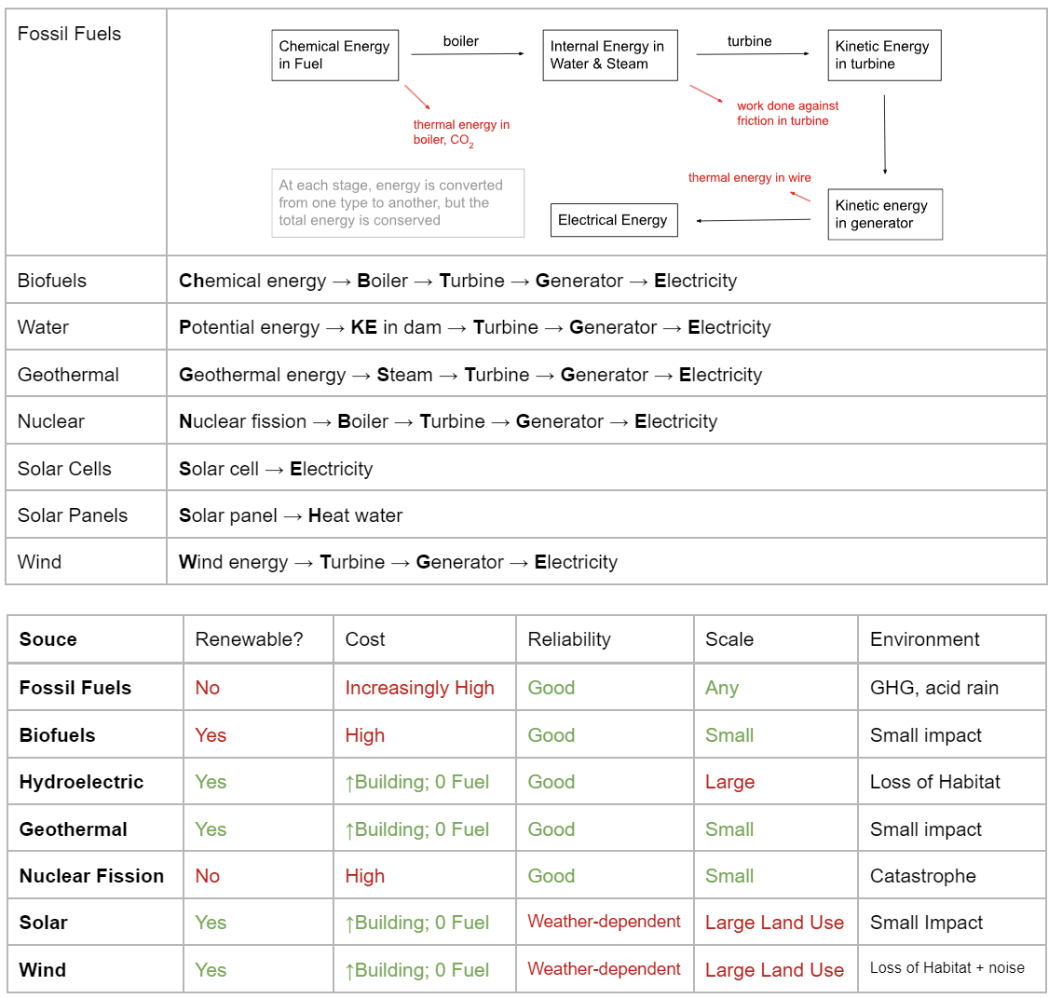 Fossil Fuels
Chemical Energy
in Fuel
boiler
Internal Energy in
Water & Steam
turbine
Kinetic Energy
in turbine
thermal energy in
boiler, CO₂
work done against
friction in turbine
At each stage, energy is converted
from one type to another, but the
total energy is conserved
thermal energy in wire
Electrical Energy
Kinetic energy
in generator
Biofuels Chemical energy → Boiler → Turbine → Generator → Electricity
Water Potential energy → KE in dam → Turbine → Generator → Electricity
Geothermal Geothermal energy → Steam → Turbine → Generator → Electricity
Nuclear Nuclear fission → Boiler → Turbine → Generator → Electricity
Solar Cells Solar cell → Electricity
Solar Panels Solar panel → Heat water
Wind Wind energy → Turbine → Generator → Electricity
Souce Renewable? Cost Reliability Scale Environment
Fossil Fuels No Increasingly High Good Any GHG, acid rain
Biofuels Yes High Good Small Small impact
Hydroelectric Yes ↑Building; 0 Fuel Good Large Loss of Habitat
Geothermal Yes ↑Building; 0 Fuel Good Small Small impact
Nuclear Fission No High Good Small Catastrophe
Solar Yes ↑Building; 0 Fuel Weather-dependent Large Land Use Small Impact
Wind Yes ↑Building; 0 Fuel Weather-dependent Large Land Use Loss of Habitat + noise